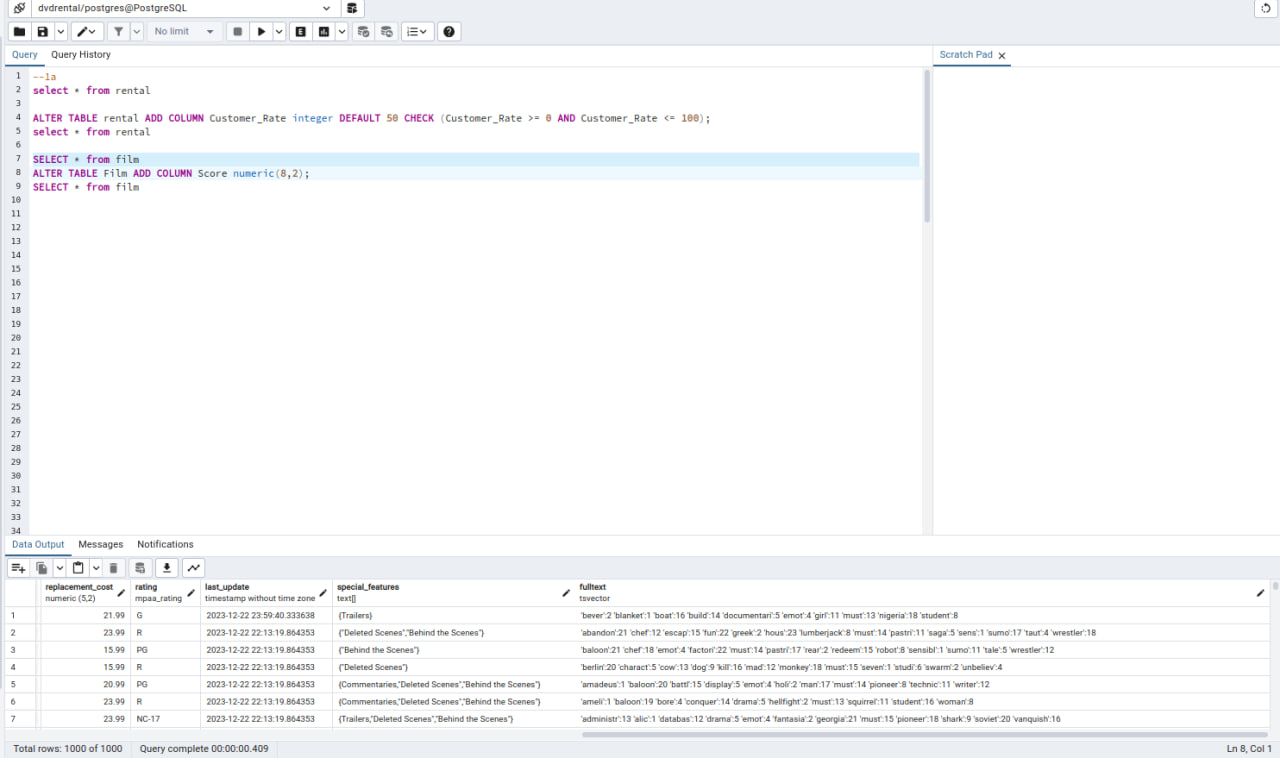 dvdrental/postgres@PostgreSQL
No limit
E
Query Query History
Scratch Pad
1 --1a
2 select * from rental
3
4 ALTER TABLE rental ADD COLUMN Customer_Rate integer DEFAULT 50 CHECK (Customer_Rate >= 0 AND Customer_Rate <= 100);
5 select * from rental
6
7 SELECT * from film
8 ALTER TABLE Film ADD COLUMN Score numeric(8,2);
9 SELECT * from film
10
11
12
13
14
15
16
17
18
19
20
21
22
23
24
25
26
27
28
29
30
31
32
33
34
Data Output Messages Notifications
replacement_cost rating last_update special_features fulltext
numeric (5,2) mpaa_rating timestamp without time zone text[] tsvector
1 21.99 G 2023-12-22 23:59:40.333638 {Trailers} 'bever':2 'blanket':1 'boat':16 'build':14 'documentari':5 'emot':4 'girl':11 'must':13 'nigeria':18 'student':8
2 23.99 R 2023-12-22 22:13:19.864353 {"Deleted Scenes","Behind the Scenes"} 'abandon':21 'chef':12 'escap':15 'fun':22 'greek':2 'hous':23 'lumberjack':8 'must':14 'pastri':11 'saga':5 'sens':1 'sumo':17 'taut':4 'wrestler':18
3 15.99 PG 2023-12-22 22:13:19.864353 {"Behind the Scenes"} 'baloon':21 'chef':18 'emot':4 'factori':22 'must':14 'pastri':17 'rear':2 'redeem':15 'robot':8 'sensibl':1 'sumo':11 'tale':5 'wrestler':12
4 15.99 R 2023-12-22 22:13:19.864353 {"Deleted Scenes"} 'berlin':20 'charact':5 'cow':13 'dog':9 'kill':16 'mad':12 'monkey':18 'must':15 'seven':1 'studi':6 'swarm':2 'unbeliev':4
5 20.99 PG 2023-12-22 22:13:19.864353 {Commentaries,"Deleted Scenes","Behind the Scenes"} 'amadeus':1 'baloon':20 'battl':15 'display':5 'emot':4 'holi':2 'man':17 'must':14 'pioneer':8 'technic':11 'writer':12
6 23.99 R 2023-12-22 22:13:19.864353 {Commentaries,"Deleted Scenes","Behind the Scenes"} 'ameli':1 'baloon':19 'bore':4 'conquer':14 'drama':5 'hellfight':2 'must':13 'squirrel':11 'student':16 'woman':8
7 23.99 NC-17 2023-12-22 22:13:19.864353 {Trailers,"Deleted Scenes","Behind the Scenes"} 'administr':13 'alic':1 'databas':12 'drama':5 'emot':4 'fantasia':2 'georgia':21 'must':15 'pioneer':18 'shark':9 'soviet':20 'vanquish':16
Total rows: 1000 of 1000 Query complete 00:00:00.409 Ln 8, Col 1